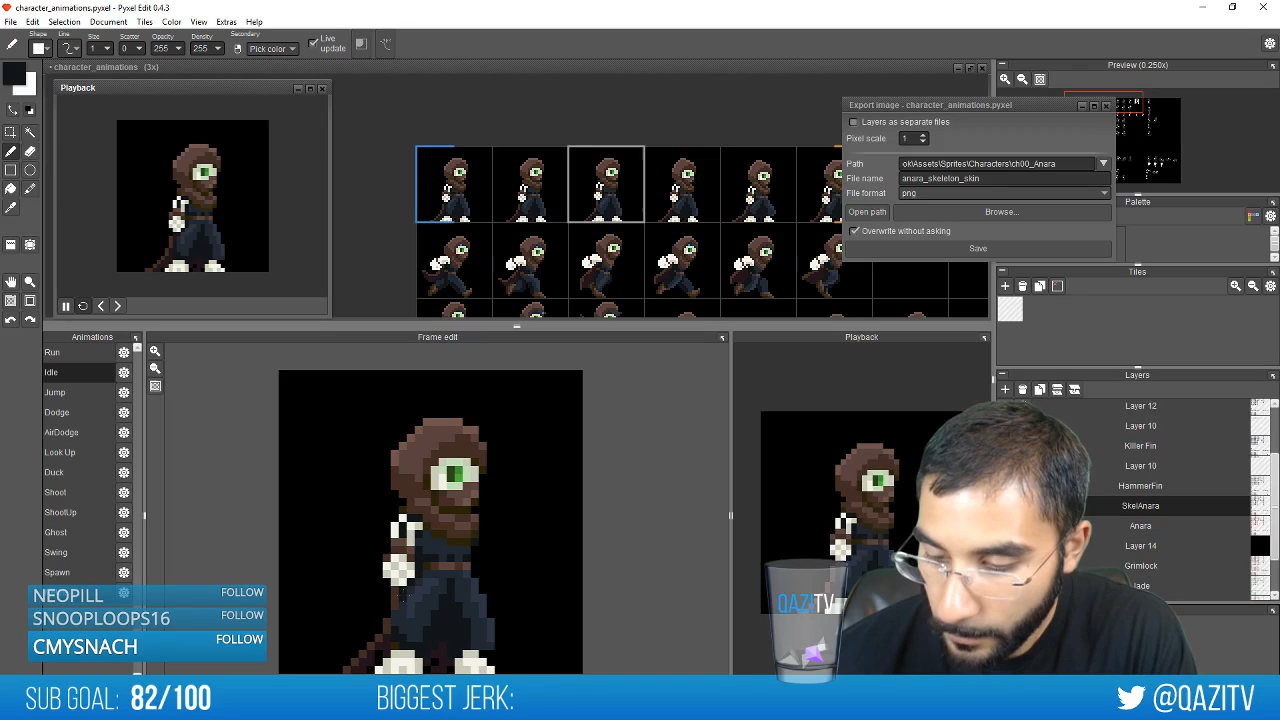 character_animations.pyxel - Pyxel Edit 0.4.3
File Edit Selection Document Tiles Color View Extras Help
Shape Line Size Scatter Opacity Density Secondary
1 0 255 255 Pick color Live update
character_animations (3x)
Playback
Preview (0.250x)
Export image - character_animations.pyxel
Layers as separate files
Pixel scale 1
Path ok\Assets\Sprites\Characters\ch00_Anara
File name anara_skeleton_skin
File format png
Open path Browse...
Overwrite without asking
Save
Palette
Tiles
Animations
Frame edit
Playback
Run
Idle
Jump
Dodge
AirDodge
Look Up
Duck
Shoot
ShootUp
Ghost
Swing
Spawn
Layers
Layer 12
Layer 10
Killer Fin
Layer 10
HammerFin
SkelAnara
Anara
Layer 14
Grimlock
NEOPILL FOLLOW
SNOOPLOOPS16 FOLLOW
CMYSNACH FOLLOW
QAZITV
SUB GOAL: 82/100
BIGGEST JERK:
@QAZITV